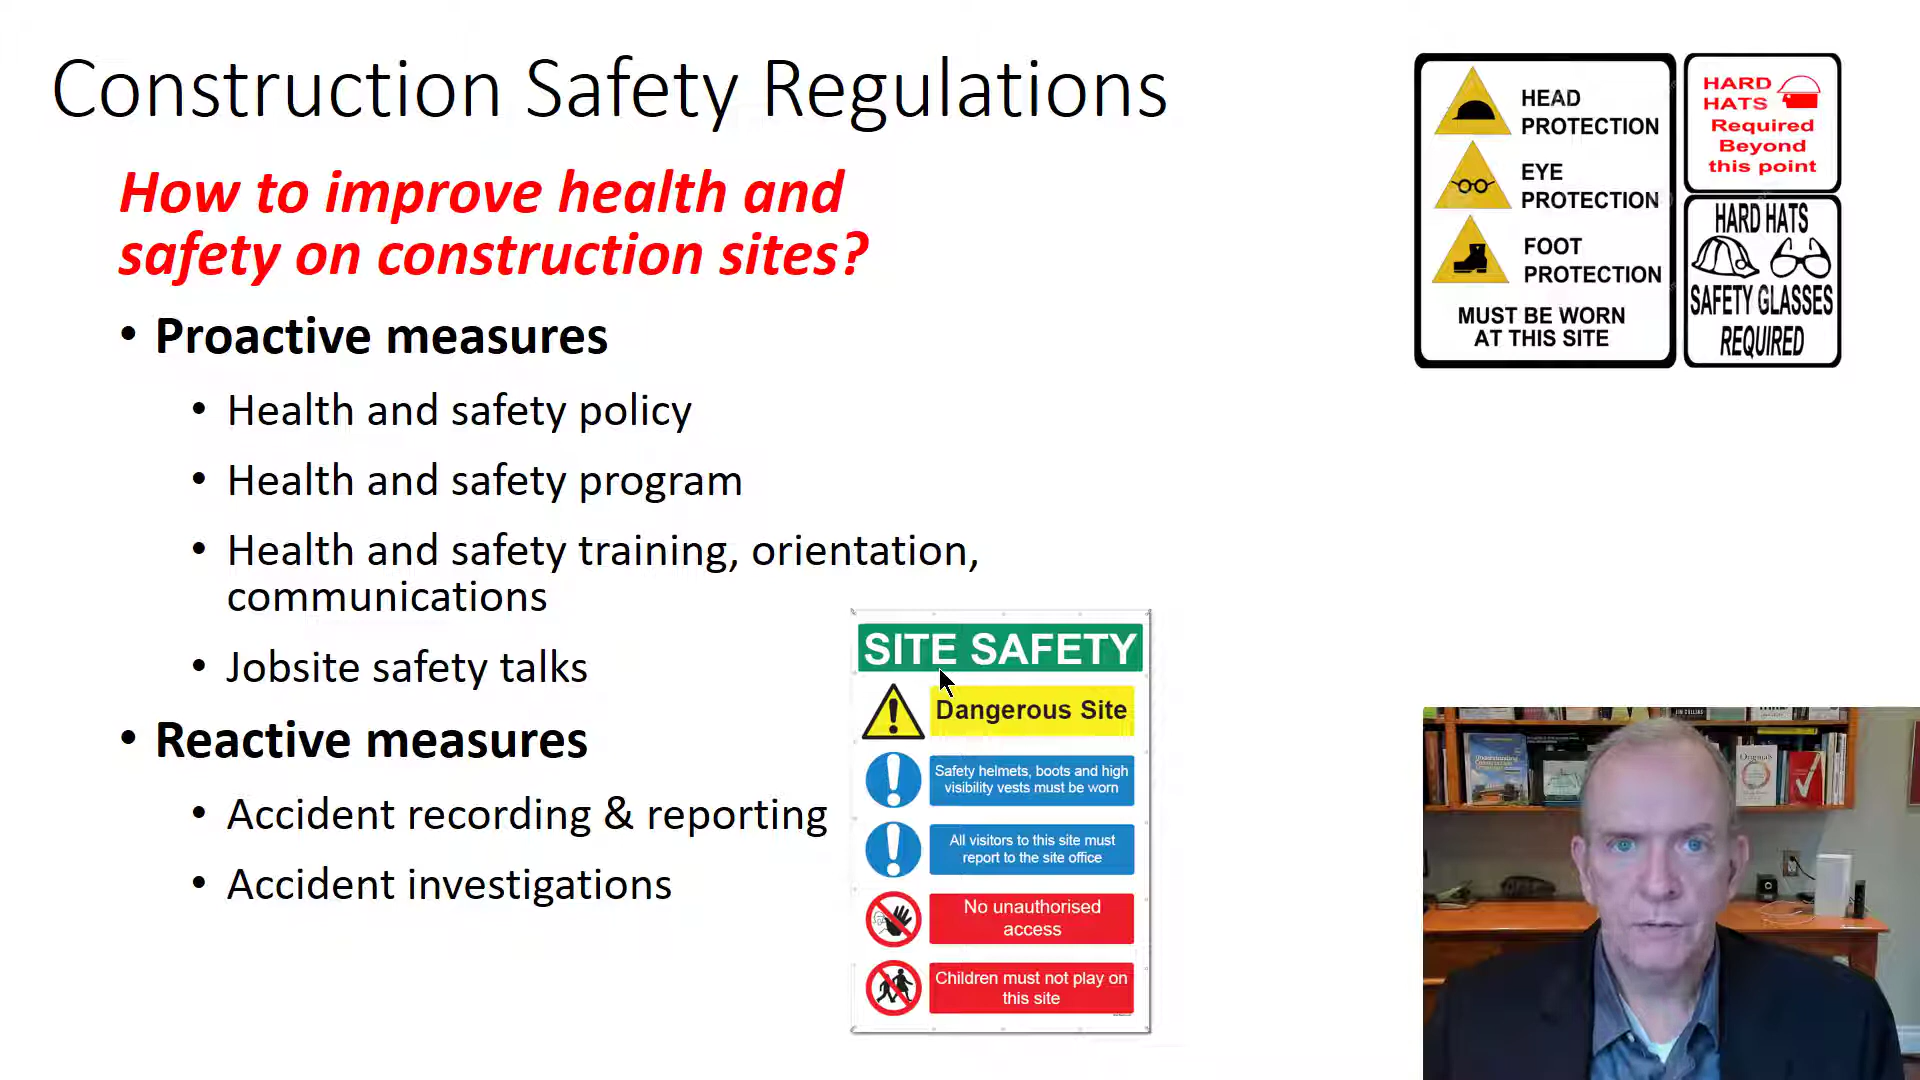 Construction Safety Regulations
How to improve health and
safety on construction sites?
• Proactive measures
• Health and safety policy
• Health and safety program
• Health and safety training, orientation,
communications
• Jobsite safety talks
• Reactive measures
• Accident recording & reporting
• Accident investigations
HEAD
PROTECTION
EYE
PROTECTION
FOOT
PROTECTION
MUST BE WORN
AT THIS SITE
HARD
HATS
Required
Beyond
this point
HARD HATS
SAFETY GLASSES
REQUIRED
SITE SAFETY
Dangerous Site
Safety helmets, boots and high
visibility vests must be worn
All visitors to this site must
report to the site office
No unauthorised
access
Children must not play on
this site
JIM COLLINS
Understanding
Originals